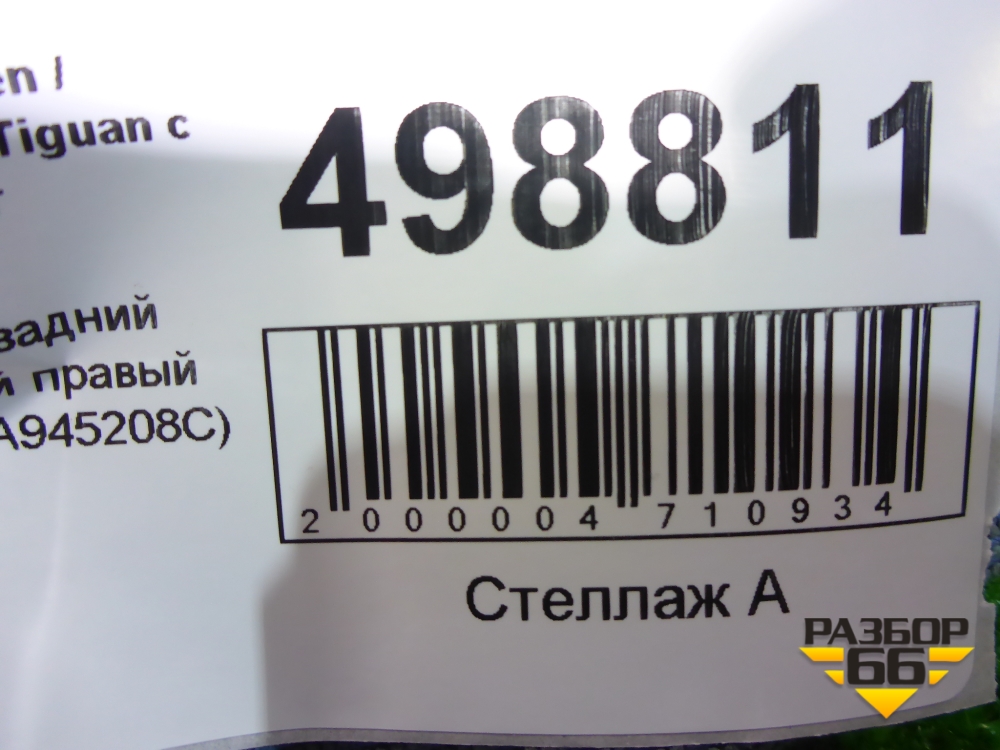 en /
Tiguan с
498811
задний
й правый
A945208C)
2 000004 710934
Стеллаж А
РАЗБОР
66